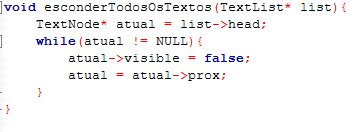 void esconderTodosOsTextos(TextList* list){
    TextNode* atual = list->head;
    while(atual != NULL){
        atual->visible = false;
        atual = atual->prox;
    }
}